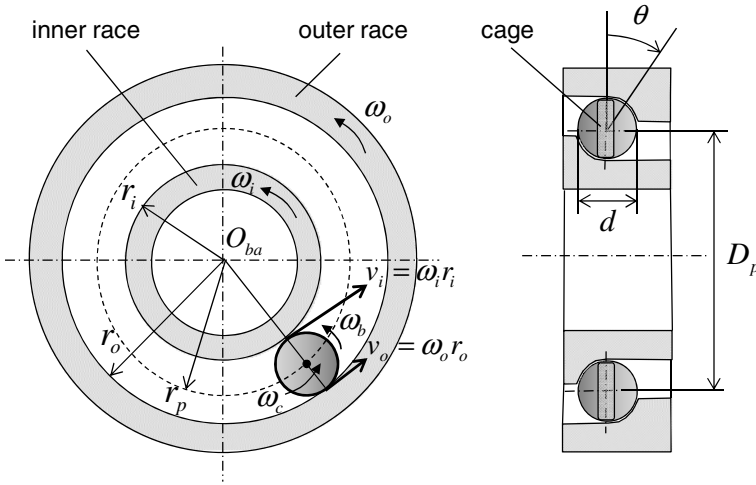 inner race
outer race
cage
θ
ω_o
r_i
ω_i
O_ba
d
D_p
v_i = ω_i r_i
ω_b
v_o = ω_o r_o
r_o
r_p
ω_c